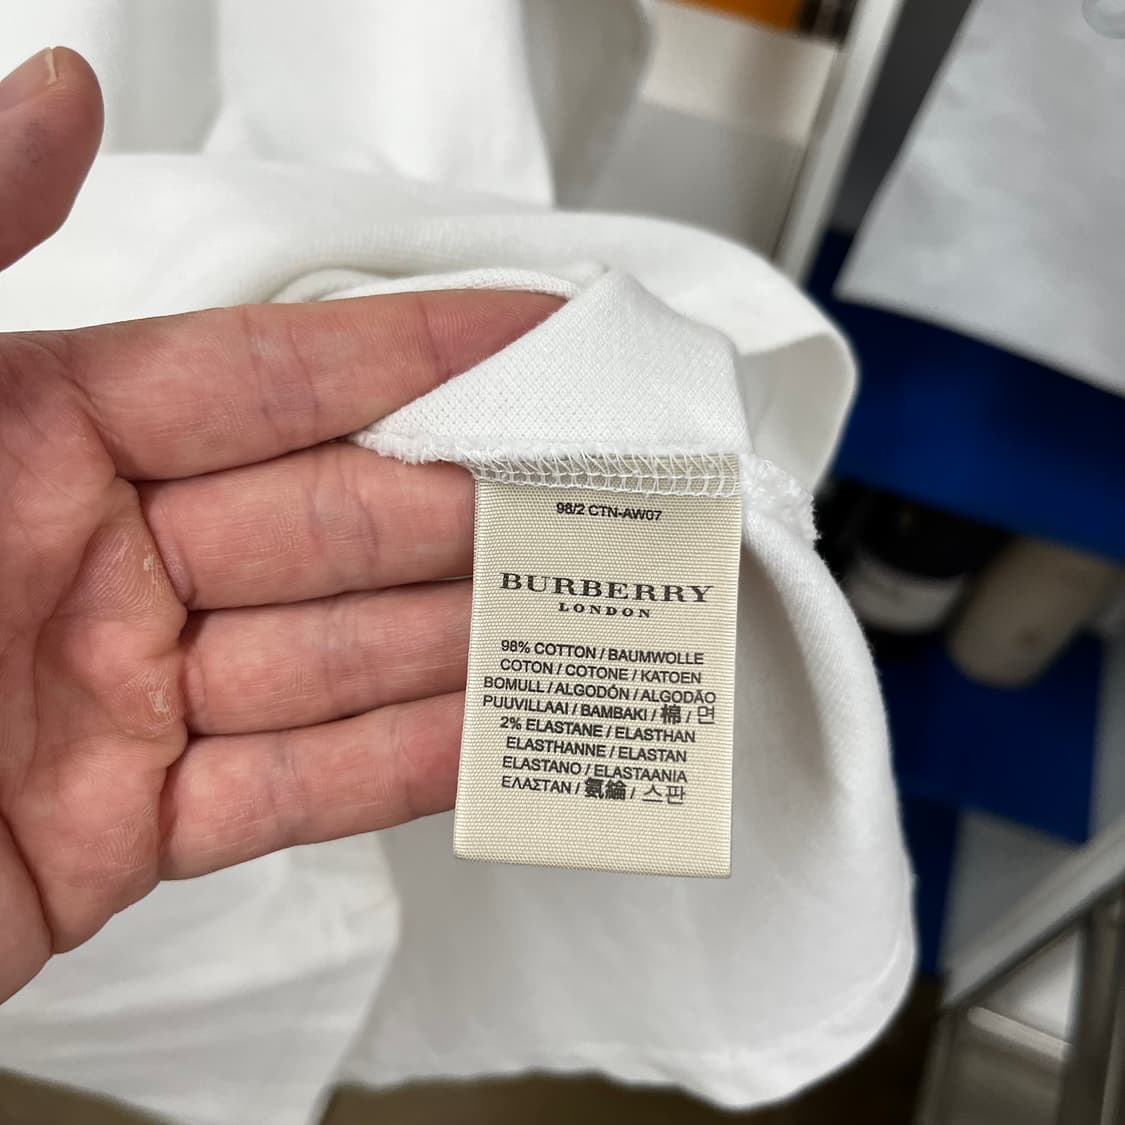 98/2 CTN-AW07
BURBERRY
LONDON
98% COTTON / BAUMWOLLE
COTON / COTONE / KATOEN
BOMULL / ALGODÓN / ALGODÃO
PUUVILLAAI / BAMBAKI / 棉 / 면
2% ELASTANE / ELASTHAN
ELASTHANNE / ELASTAN
ELASTANO / ELASTAANIA
ΕΛΑΣΤΑΝ / 氨綸 / 스판